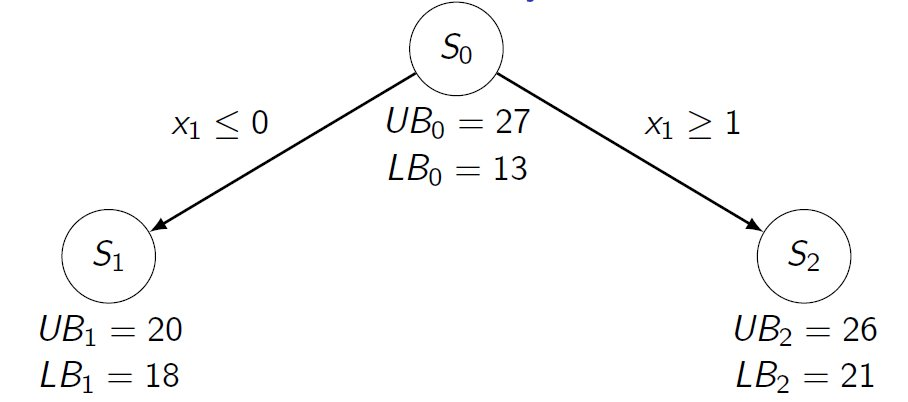 S₀
x₁ ≤ 0
UB₀ = 27
x₁ ≥ 1
LB₀ = 13
S₁
S₂
UB₁ = 20
LB₁ = 18
UB₂ = 26
LB₂ = 21